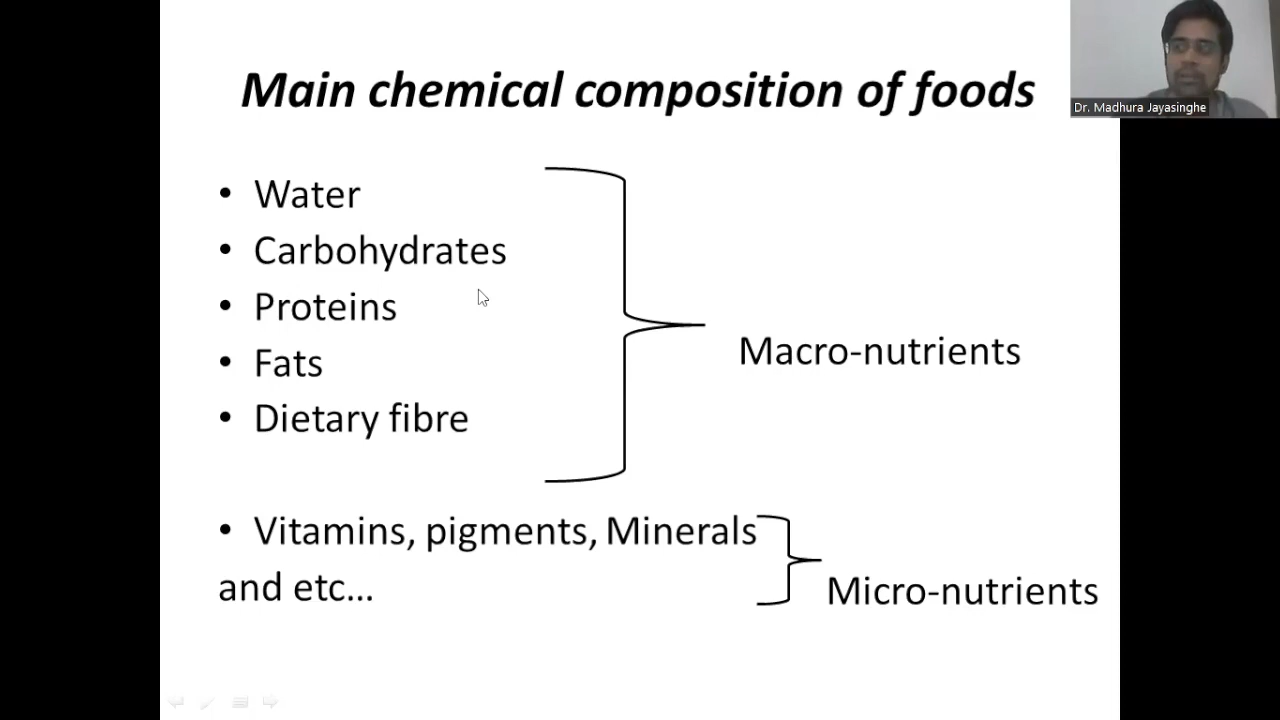 Main chemical composition of foods
Dr. Madhura Jayasinghe
• Water
• Carbohydrates
• Proteins
• Fats
• Dietary fibre
Macro-nutrients
• Vitamins, pigments, Minerals
and etc...
Micro-nutrients